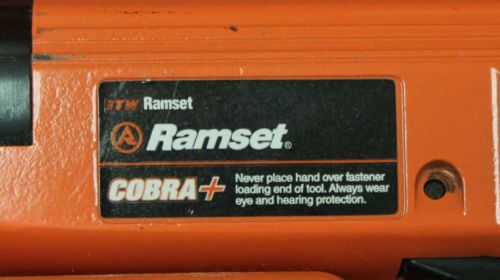 ITW Ramset
Ramset®
COBRA+
Never place hand over fastener
loading end of tool. Always wear
eye and hearing protection.